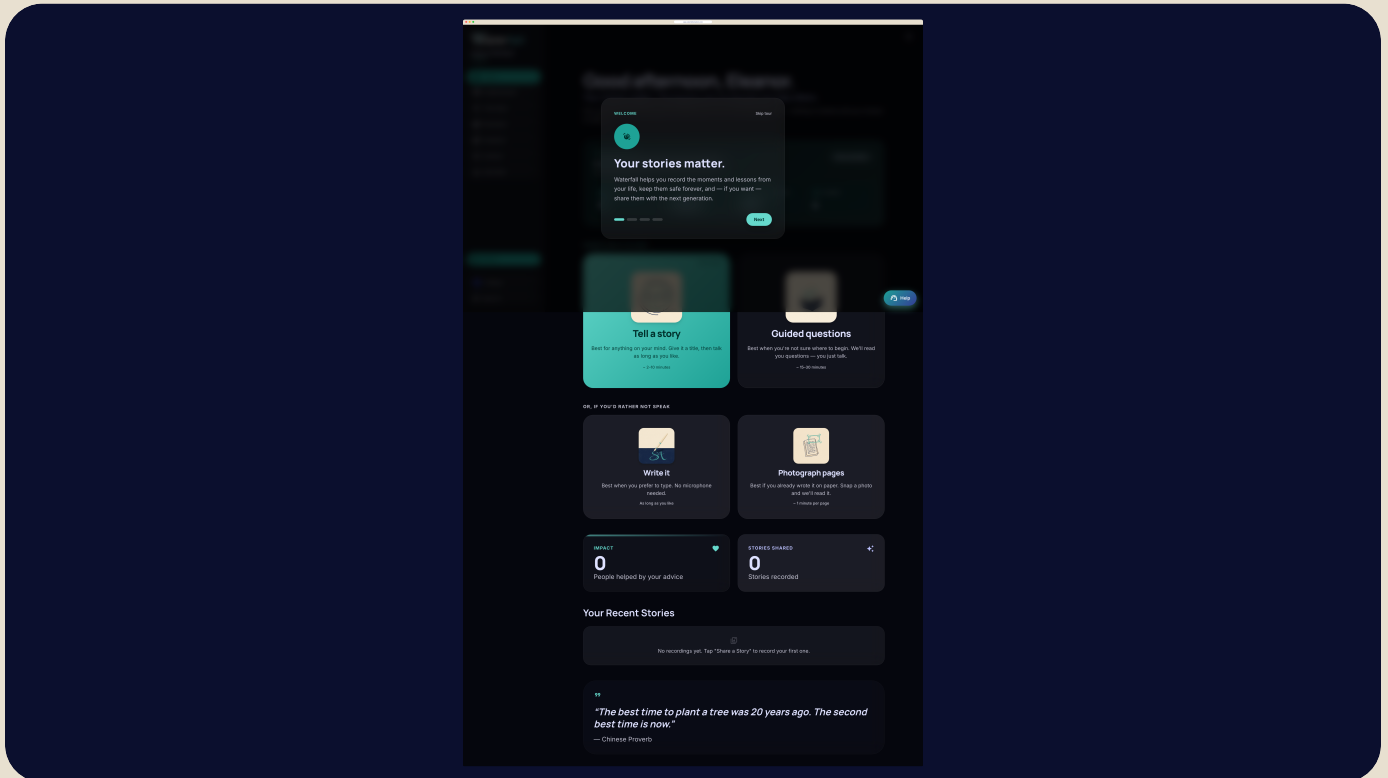 Good afternoon, Eleanor.
WELCOME
Skip tour
Your stories matter.
Waterfall helps you record the moments and lessons from
your life, keep them safe forever, and — if you want —
share them with the next generation.
Next
Help
Tell a story
Best for anything on your mind. Give it a title, then talk
as long as you like.
~ 2–10 minutes
Guided questions
Best when you're not sure where to begin. We'll read
you questions — you just talk.
~ 15–30 minutes
OR, IF YOU'D RATHER NOT SPEAK
Write it
Best when you prefer to type. No microphone
needed.
As long as you like
Photograph pages
Best if you already wrote it on paper. Snap a photo
and we'll read it.
~ 1 minute per page
IMPACT
0
People helped by your advice
STORIES SHARED
0
Stories recorded
Your Recent Stories
No recordings yet. Tap "Share a Story" to record your first one.
"The best time to plant a tree was 20 years ago. The second
best time is now."
— Chinese Proverb